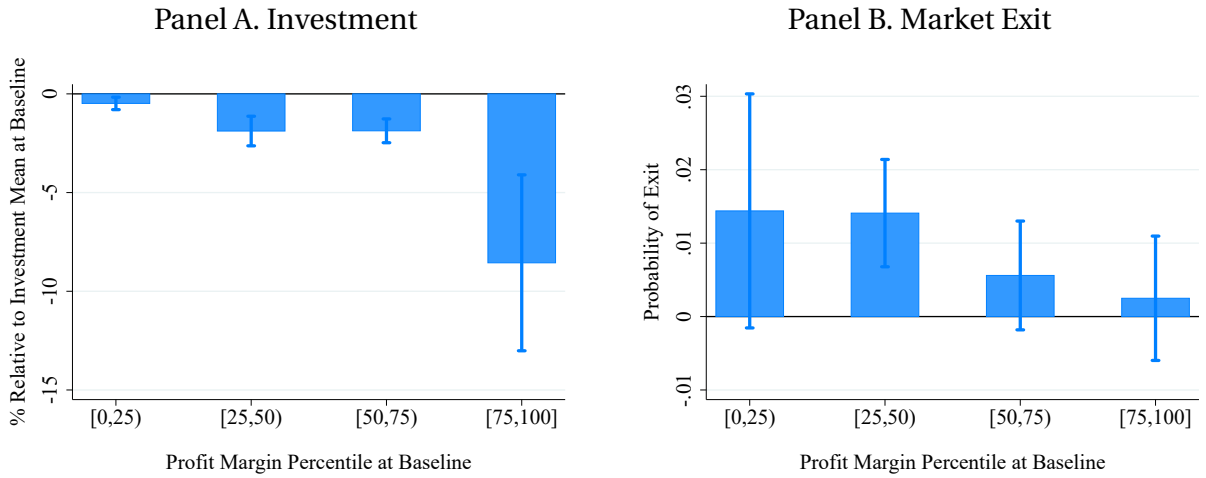 Panel A. Investment
% Relative to Investment Mean at Baseline
0
-5
-10
-15
[0,25)
[25,50)
[50,75)
[75,100]
Profit Margin Percentile at Baseline
Panel B. Market Exit
Probability of Exit
.03
.02
.01
0
-.01
[0,25)
[25,50)
[50,75)
[75,100]
Profit Margin Percentile at Baseline